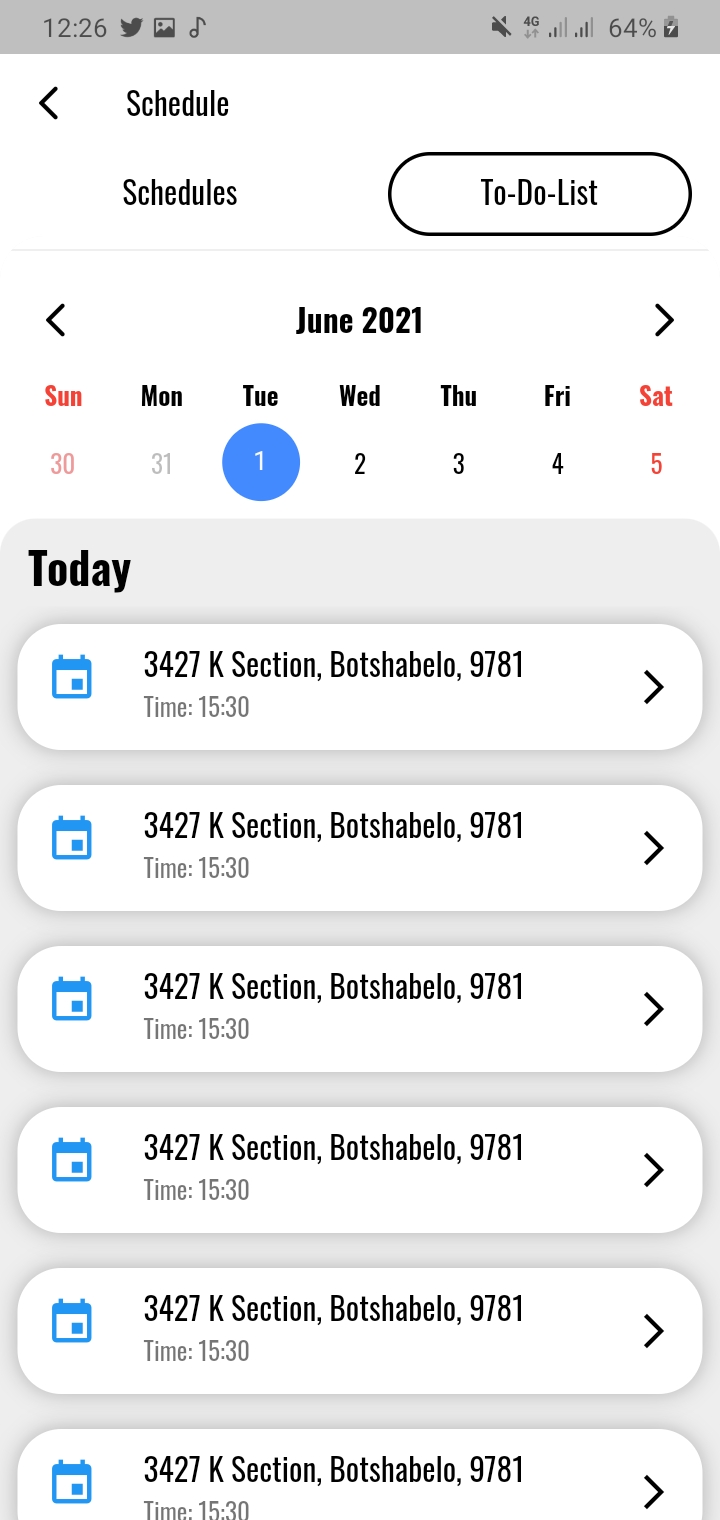 12:26 4G 64%
Schedule
Schedules To-Do-List
June 2021
Sun Mon Tue Wed Thu Fri Sat
30 31 1 2 3 4 5
Today
3427 K Section, Botshabelo, 9781
Time: 15:30
3427 K Section, Botshabelo, 9781
Time: 15:30
3427 K Section, Botshabelo, 9781
Time: 15:30
3427 K Section, Botshabelo, 9781
Time: 15:30
3427 K Section, Botshabelo, 9781
Time: 15:30
3427 K Section, Botshabelo, 9781
Time: 15:30